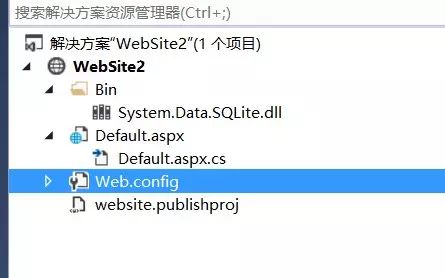 搜索解决方案资源管理器(Ctrl+;)
解决方案"WebSite2"(1 个项目)
WebSite2
Bin
System.Data.SQLite.dll
Default.aspx
Default.aspx.cs
Web.config
website.publishproj